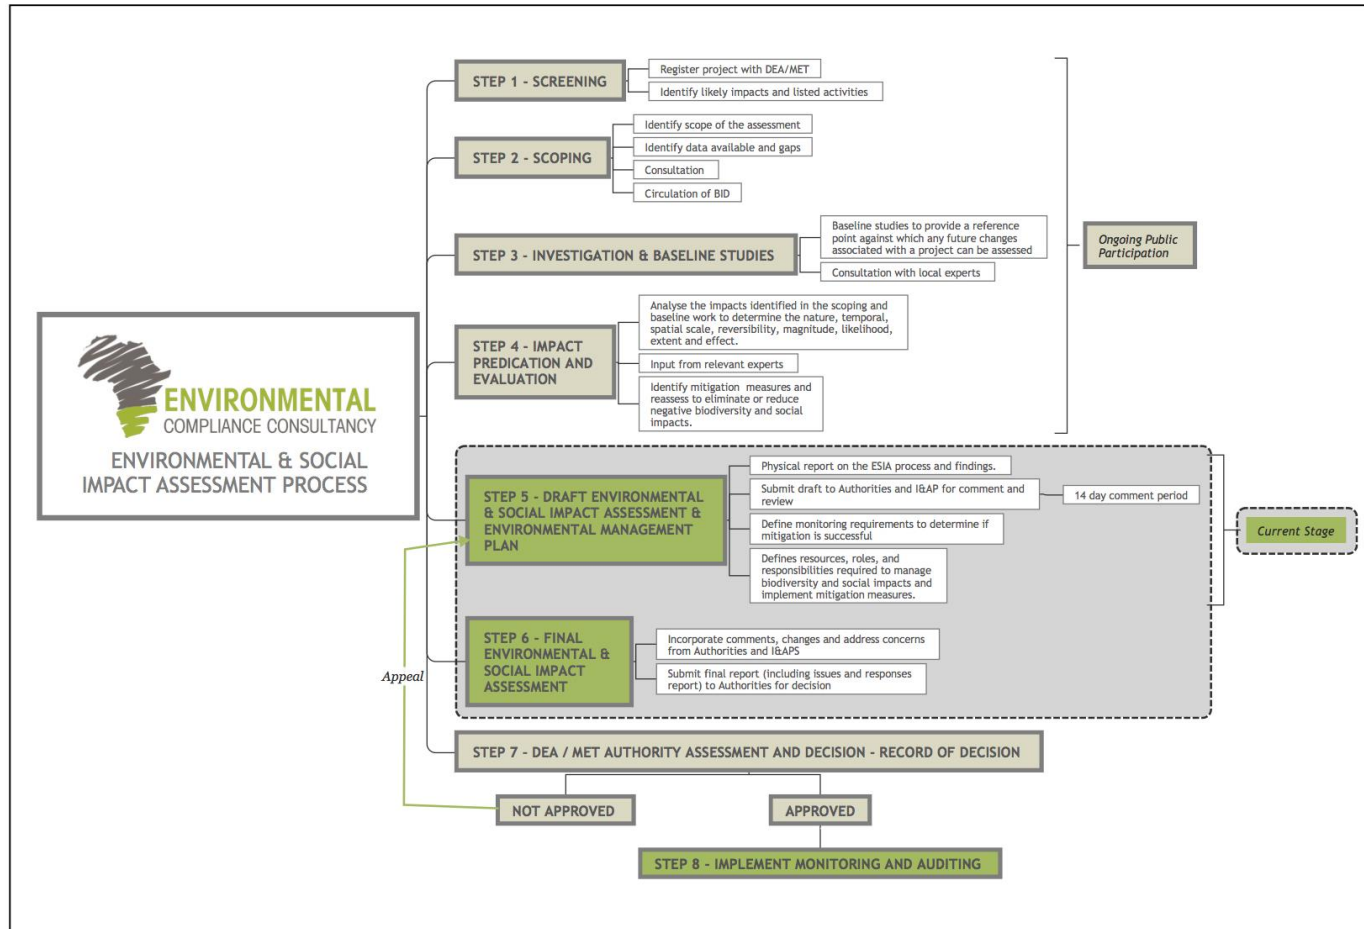 STEP 1 - SCREENING
Register project with DEA/MET
Identify likely impacts and listed activities
STEP 2 - SCOPING
Identify scope of the assessment
Identify data available and gaps
Consultation
Circulation of BID
STEP 3 - INVESTIGATION & BASELINE STUDIES
Baseline studies to provide a reference
point against which any future changes
associated with a project can be assessed
Consultation with local experts
Ongoing Public
Participation
STEP 4 - IMPACT
PREDICATION AND
EVALUATION
Analyse the impacts identified in the scoping and
baseline work to determine the nature, temporal,
spatial scale, reversibility, magnitude, likelihood,
extent and effect.
Input from relevant experts
Identify mitigation measures and
reassess to eliminate or reduce
negative biodiversity and social
impacts.
ENVIRONMENTAL
COMPLIANCE CONSULTANCY
ENVIRONMENTAL & SOCIAL
IMPACT ASSESSMENT PROCESS
STEP 5 - DRAFT ENVIRONMENTAL
& SOCIAL IMPACT ASSESSMENT &
ENVIRONMENTAL MANAGEMENT
PLAN
Physical report on the ESIA process and findings.
Submit draft to Authorities and I&AP for comment and
review
14 day comment period
Define monitoring requirements to determine if
mitigation is successful
Defines resources, roles, and
responsibilities required to manage
biodiversity and social impacts and
implement mitigation measures.
Current Stage
STEP 6 - FINAL
ENVIRONMENTAL &
SOCIAL IMPACT
ASSESSMENT
Incorporate comments, changes and address concerns
from Authorities and I&APS
Submit final report (including issues and responses
report) to Authorities for decision
Appeal
STEP 7 - DEA / MET AUTHORITY ASSESSMENT AND DECISION - RECORD OF DECISION
NOT APPROVED
APPROVED
STEP 8 - IMPLEMENT MONITORING AND AUDITING